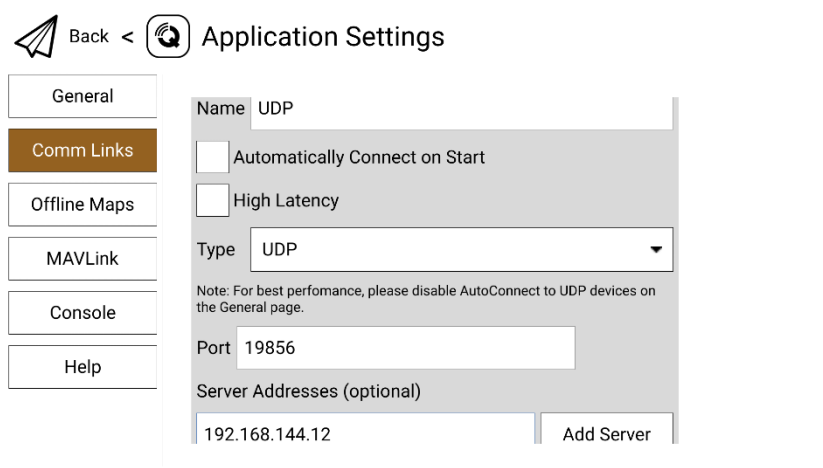 Back < Application Settings
General
Comm Links
Offline Maps
MAVLink
Console
Help
Name UDP
Automatically Connect on Start
High Latency
Type UDP
Note: For best perfomance, please disable AutoConnect to UDP devices on
the General page.
Port 19856
Server Addresses (optional)
192.168.144.12 Add Server